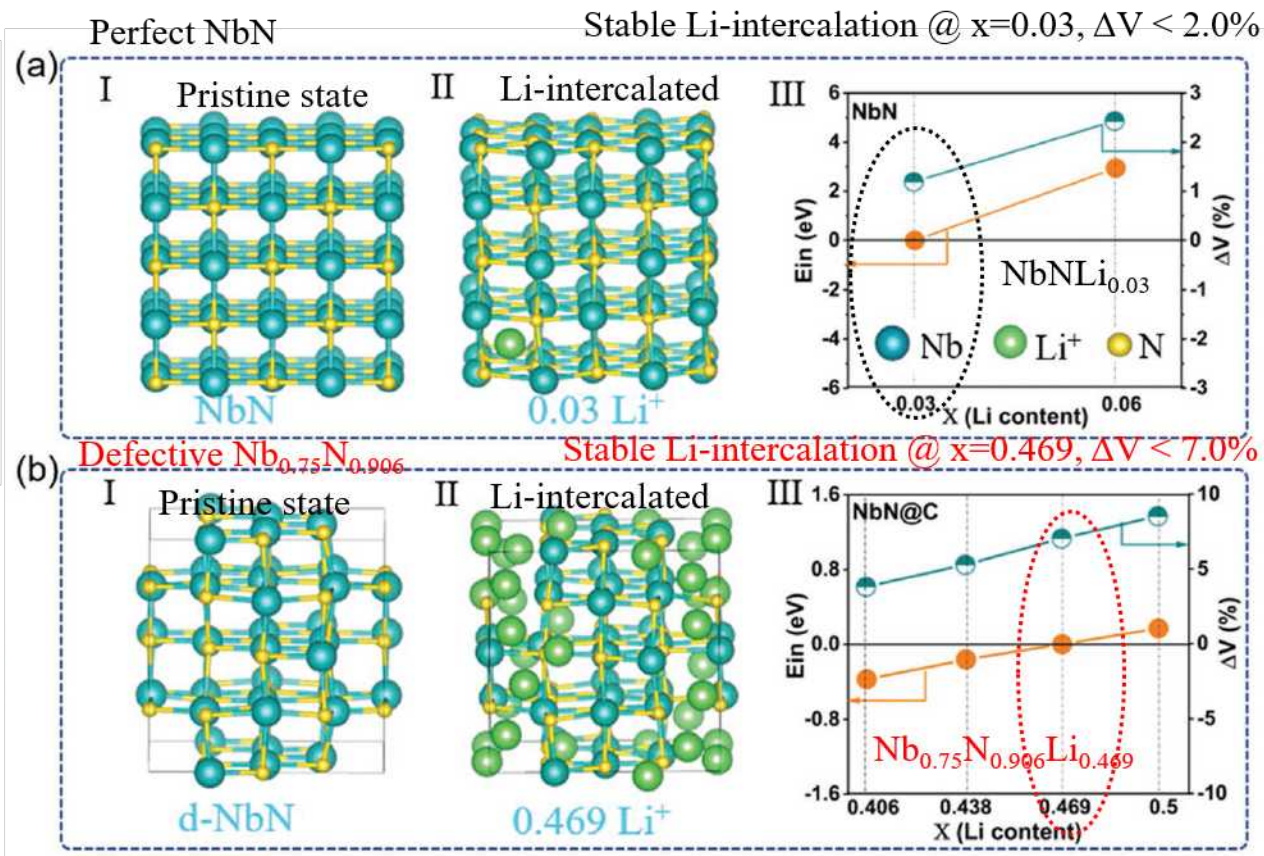 Perfect NbN
Stable Li-intercalation @ x=0.03, ΔV < 2.0%
(a)
I
Pristine state
NbN
II
Li-intercalated
0.03 Li⁺
III
NbN
6
4
2
0
-2
-4
-6
Ein (eV)
3
2
1
0
-1
-2
-3
ΔV (%)
NbNLi₀.₀₃
Nb
Li⁺
N
0.03
0.06
X (Li content)
Defective Nb₀.₇₅N₀.₉₀₆
Stable Li-intercalation @ x=0.469, ΔV < 7.0%
(b)
I
Pristine state
d-NbN
II
Li-intercalated
0.469 Li⁺
III
NbN@C
1.6
0.8
0.0
-0.8
-1.6
Ein (eV)
10
5
0
-5
-10
ΔV (%)
Nb₀.₇₅N₀.₉₀₆Li₀.₄₆₉
0.406
0.438
0.469
0.5
X (Li content)